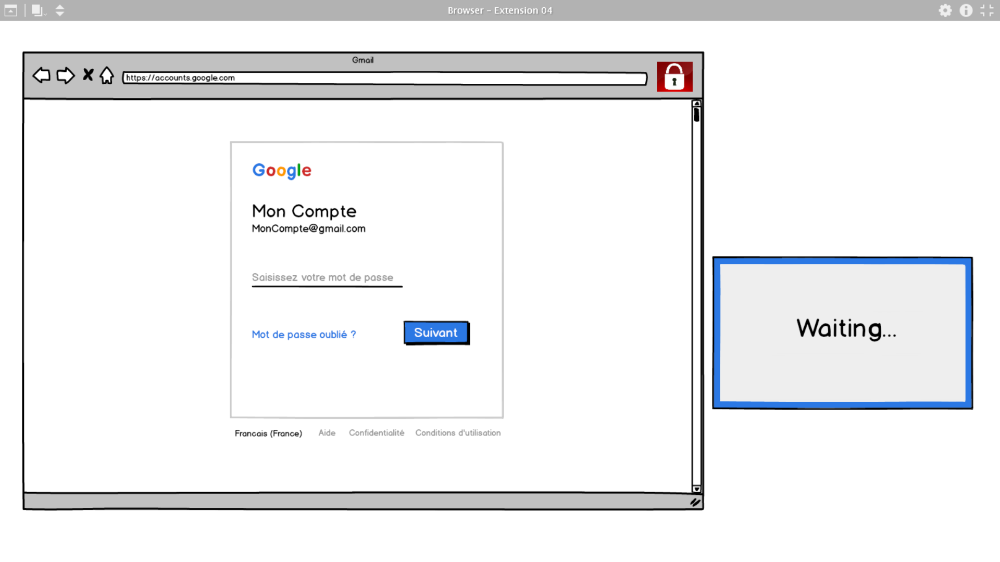 Browser – Extension 04
Gmail
https://accounts.google.com
Google
Mon Compte
MonCompte@gmail.com
Saisissez votre mot de passe
Mot de passe oublié ?
Suivant
Waiting...
Francais (France)
Aide
Confidentialité
Conditions d'utilisation